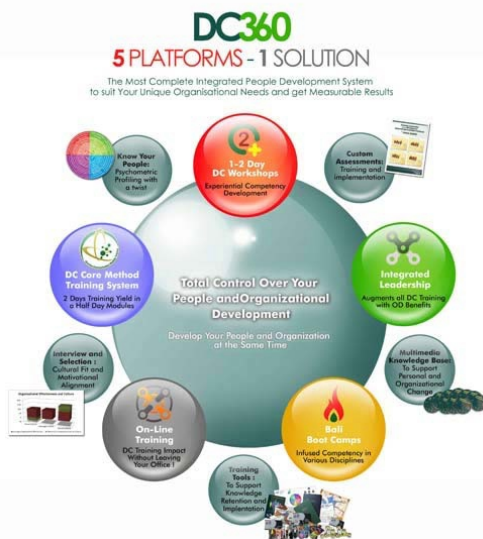 DC360
5 PLATFORMS - 1 SOLUTION
The Most Complete Integrated People Development System
to suit Your Unique Organisational Needs and get Measurable Results
Know Your
People:
Psychometric
Profiling with
a twist
2+
1-2 Day
DC Workshops
Experiential Competency
Development
Custom
Assessments:
Training and
implementation
DC Core Method
Training System
2 Days Training Yield in
a Half Day Modules
Total Control Over Your
People andOrganizational
Development
Develop Your People and Organization
at the Same Time
Integrated
Leadership
Augments all DC Training
with OD Benefits
Interview and
Selection :
Cultural Fit and
Motivational
Alignment
Multimedia
Knowledge Base:
To Support
Personal and
Organizational
Change
On-Line
Training
DC Training Impact
Without Leaving
Your Office !
Bali
Boot Camps
Infused Competency in
Various Disciplines
Training
Tools :
To Support
Knowledge
Retention and
Implantation